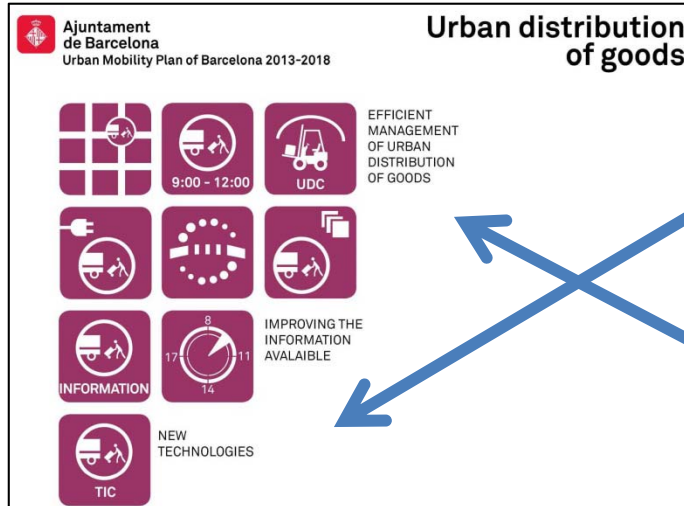 Ajuntament
de Barcelona
Urban Mobility Plan of Barcelona 2013-2018
Urban distribution
of goods
9:00 - 12:00
UDC
EFFICIENT
MANAGEMENT
OF URBAN
DISTRIBUTION
OF GOODS
INFORMATION
8
17
11
14
IMPROVING THE
INFORMATION
AVALAIBLE
TIC
NEW
TECHNOLOGIES